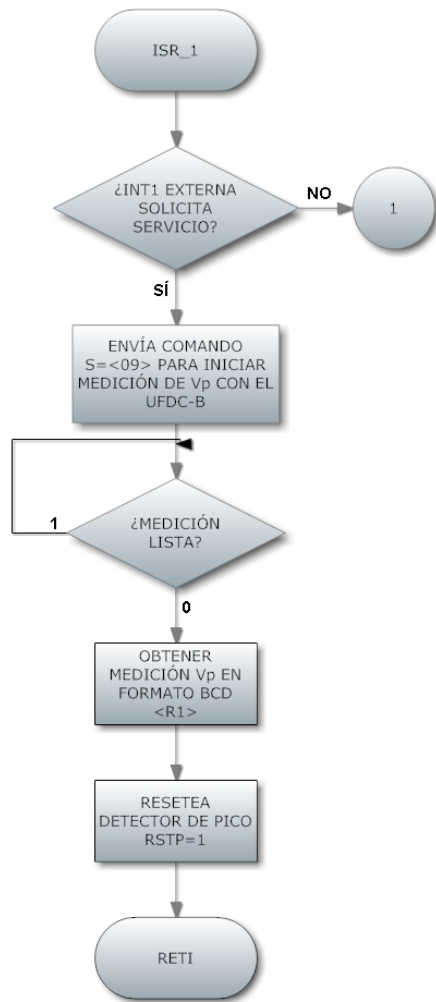 ISR_1
¿INT1 EXTERNA
SOLICITA
SERVICIO?
NO
1
SÍ
ENVÍA COMANDO
S=<09> PARA INICIAR
MEDICIÓN DE Vp CON EL
UFDC-B
¿MEDICIÓN
LISTA?
1
0
OBTENER
MEDICIÓN Vp EN
FORMATO BCD
<R1>
RESETEA
DETECTOR DE PICO
RSTP=1
RETI